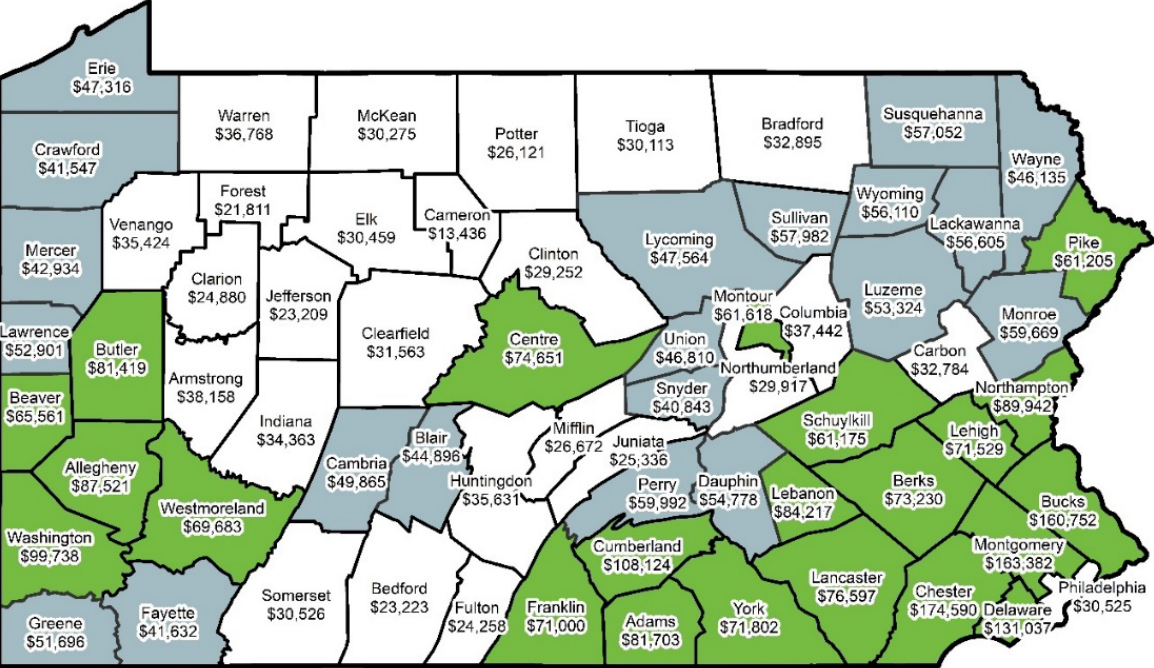 Erie
$47,316
Crawford
$41,547
Warren
$36,768
McKean
$30,275
Potter
$26,121
Tioga
$30,113
Bradford
$32,895
Susquehanna
$57,052
Wayne
$46,135
Forest
$21,811
Venango
$35,424
Elk
$30,459
Cameron
$13,436
Clinton
$29,252
Lycoming
$47,564
Sullivan
$57,982
Wyoming
$56,110
Lackawanna
$56,605
Pike
$61,205
Mercer
$42,934
Clarion
$24,880
Jefferson
$23,209
Clearfield
$31,563
Centre
$74,651
Montour
$61,618
Columbia
$37,442
Luzerne
$53,324
Monroe
$59,669
Lawrence
$52,901
Butler
$81,419
Union
$46,810
Carbon
$32,784
Northumberland
$29,917
Snyder
$40,843
Northampton
$89,942
Beaver
$65,561
Armstrong
$38,158
Indiana
$34,363
Cambria
$49,865
Blair
$44,896
Mifflin
$26,672
Juniata
$25,336
Schuylkill
$61,175
Lehigh
$71,529
Allegheny
$87,521
Huntingdon
$35,631
Perry
$59,992
Dauphin
$54,778
Lebanon
$84,217
Berks
$73,230
Bucks
$160,752
Westmoreland
$69,683
Washington
$99,738
Cumberland
$108,124
Montgomery
$163,382
Philadelphia
$30,525
Greene
$51,696
Fayette
$41,632
Somerset
$30,526
Bedford
$23,223
Fulton
$24,258
Franklin
$71,000
Adams
$81,703
York
$71,802
Lancaster
$76,597
Chester
$174,590
Delaware
$131,037